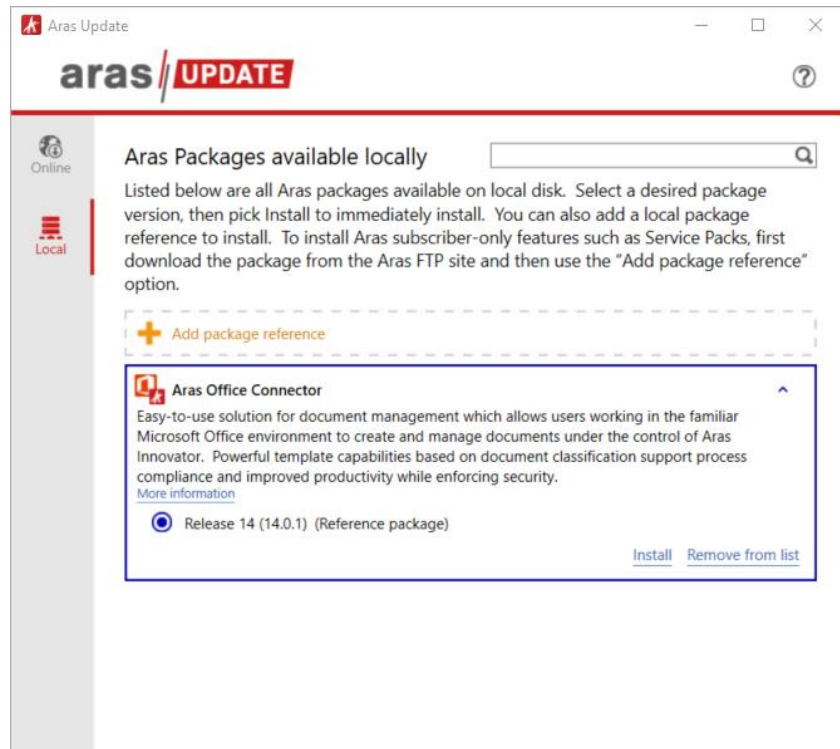 Aras Update
aras UPDATE
Online
Local
Aras Packages available locally
Listed below are all Aras packages available on local disk.  Select a desired package
version, then pick Install to immediately install.  You can also add a local package
reference to install.  To install Aras subscriber-only features such as Service Packs, first
download the package from the Aras FTP site and then use the “Add package reference”
option.
Add package reference
Aras Office Connector
Easy-to-use solution for document management which allows users working in the familiar
Microsoft Office environment to create and manage documents under the control of Aras
Innovator.  Powerful template capabilities based on document classification support process
compliance and improved productivity while enforcing security.
More information
Release 14 (14.0.1)  (Reference package)
Install Remove from list